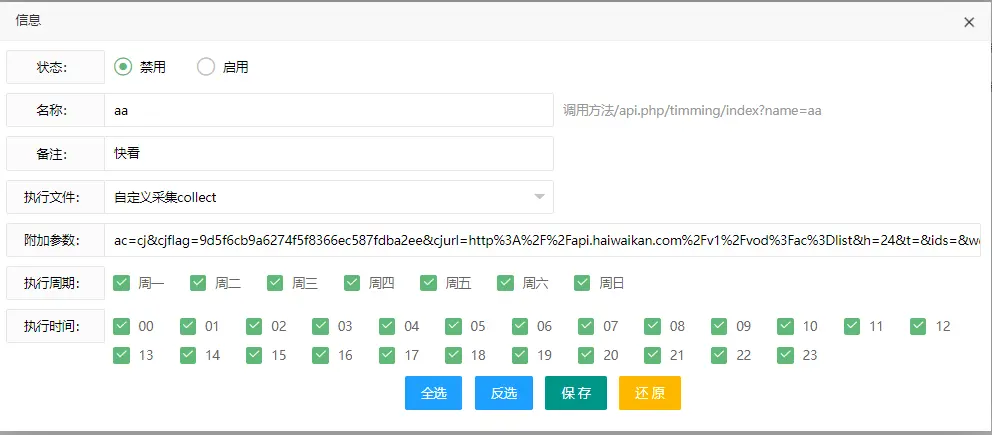 信息
状态： 禁用 启用
名称： aa 调用方法/api.php/timming/index?name=aa
备注： 快看
执行文件： 自定义采集collect
附加参数： ac=cj&cjflag=9d5f6cb9a6274f5f8366ec587fdba2ee&cjurl=http%3A%2F%2Fapi.haiwaikan.com%2Fv1%2Fvod%3Fac%3Dlist&h=24&t=&ids=&w
执行周期： 周一 周二 周三 周四 周五 周六 周日
执行时间： 00 01 02 03 04 05 06 07 08 09 10 11 12
13 14 15 16 17 18 19 20 21 22 23
全选 反选 保 存 还 原